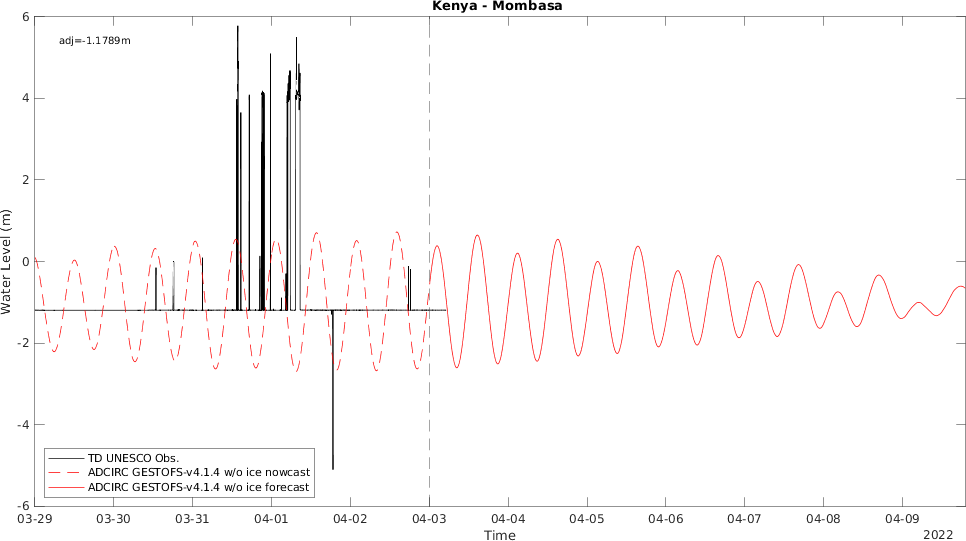 Kenya - Mombasa
adj=-1.1789m
6
4
2
0
-2
-4
-6
Water Level (m)
TD UNESCO Obs.
ADCIRC GESTOFS-v4.1.4 w/o ice nowcast
ADCIRC GESTOFS-v4.1.4 w/o ice forecast
03-29 03-30 03-31 04-01 04-02 04-03 04-04 04-05 04-06 04-07 04-08 04-09
Time
2022